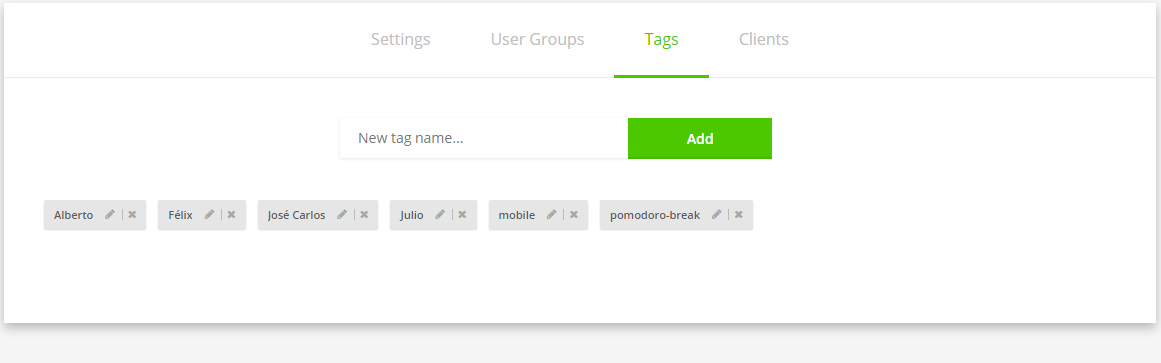 Settings User Groups Tags Clients
New tag name... Add
Alberto Félix José Carlos Julio mobile pomodoro-break